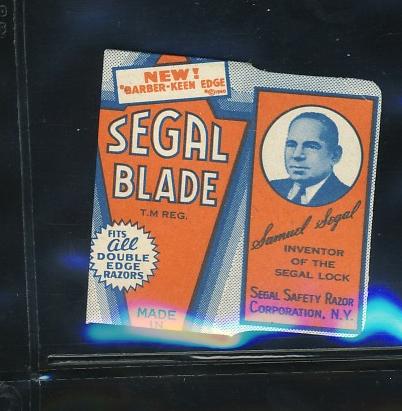 NEW!
"BARBER-KEEN" EDGE
SEGAL
BLADE
T.M REG.
FITS
all
DOUBLE
EDGE
RAZORS
MADE
IN
Samuel Segal
INVENTOR
OF THE
SEGAL LOCK
SEGAL SAFETY RAZOR
CORPORATION, N.Y.